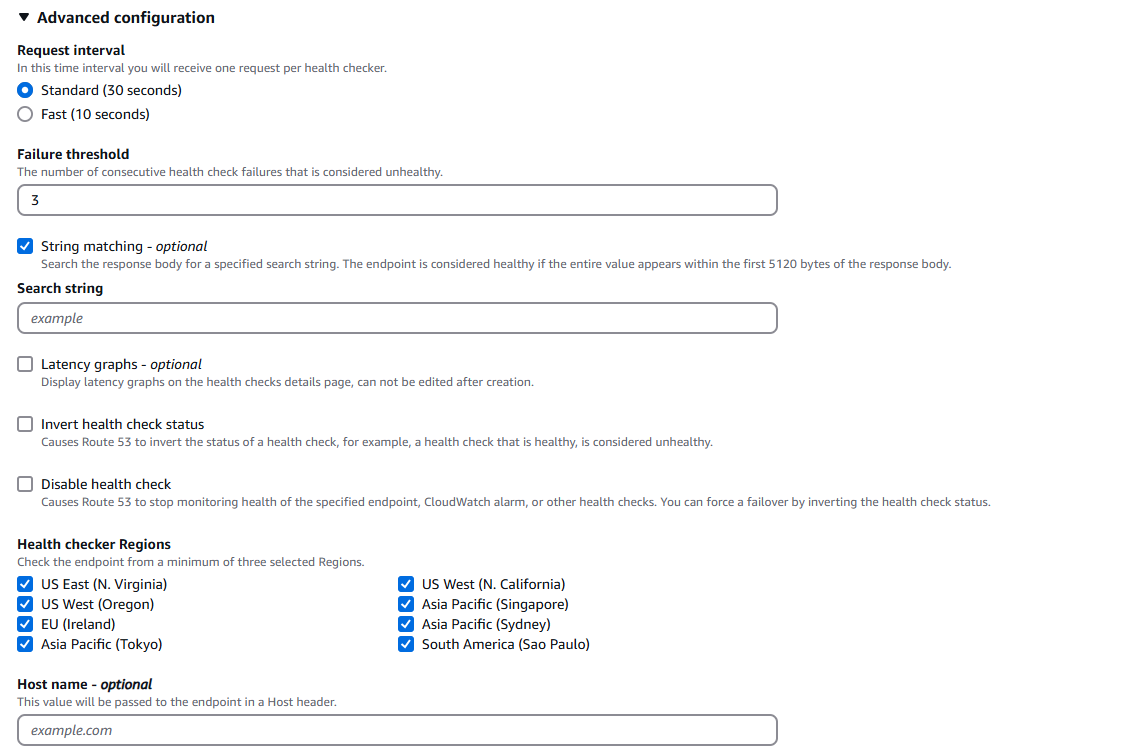 Advanced configuration
Request interval
In this time interval you will receive one request per health checker.
Standard (30 seconds)
Fast (10 seconds)
Failure threshold
The number of consecutive health check failures that is considered unhealthy.
3
String matching - optional
Search the response body for a specified search string. The endpoint is considered healthy if the entire value appears within the first 5120 bytes of the response body.
Search string
example
Latency graphs - optional
Display latency graphs on the health checks details page, can not be edited after creation.
Invert health check status
Causes Route 53 to invert the status of a health check, for example, a health check that is healthy, is considered unhealthy.
Disable health check
Causes Route 53 to stop monitoring health of the specified endpoint, CloudWatch alarm, or other health checks. You can force a failover by inverting the health check status.
Health checker Regions
Check the endpoint from a minimum of three selected Regions.
US East (N. Virginia) US West (N. California)
US West (Oregon) Asia Pacific (Singapore)
EU (Ireland) Asia Pacific (Sydney)
Asia Pacific (Tokyo) South America (Sao Paulo)
Host name - optional
This value will be passed to the endpoint in a Host header.
example.com